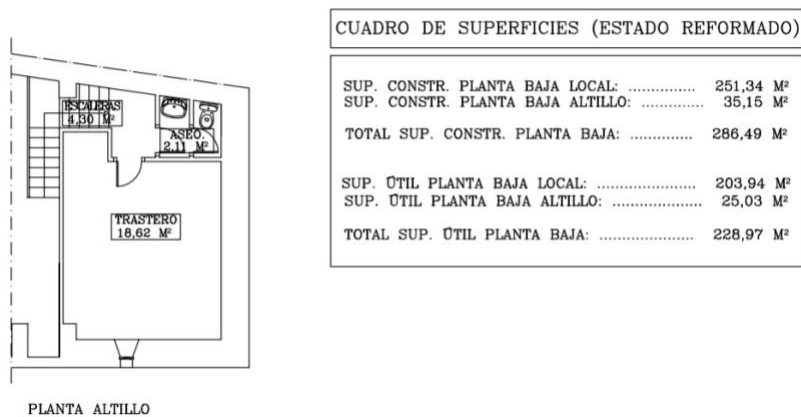 ESCALERAS
4.30 M²
ASEO.
2.11 M²
TRASTERO
18,62 M²
PLANTA ALTILLO
CUADRO DE SUPERFICIES (ESTADO REFORMADO)
SUP. CONSTR. PLANTA BAJA LOCAL: ............... 251,34 M²
SUP. CONSTR. PLANTA BAJA ALTILLO: .............. 35,15 M²
TOTAL SUP. CONSTR. PLANTA BAJA: ................ 286,49 M²
SUP. ÚTIL PLANTA BAJA LOCAL: ...................... 203,94 M²
SUP. ÚTIL PLANTA BAJA ALTILLO: .................... 25,03 M²
TOTAL SUP. ÚTIL PLANTA BAJA: ..................... 228,97 M²